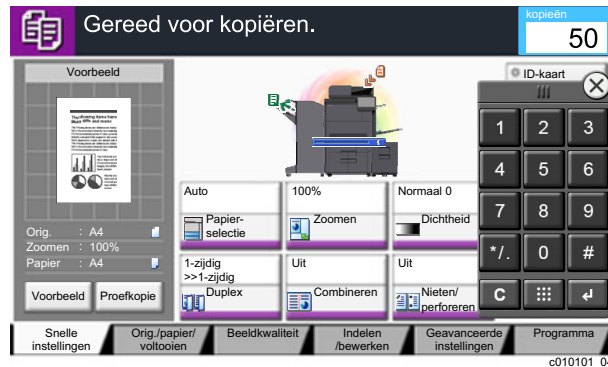 Gereed voor kopiëren.
kopieën
50
Voorbeeld
ID-kaart
Orig. : A4
Zoomen : 100%
Papier : A4
Voorbeeld
Proefkopie
Auto
Papier-
selectie
100%
Zoomen
Normaal 0
Dichtheid
1-zijdig
>>1-zijdig
Duplex
Uit
Combineren
Uit
Nieten/
perforeren
1 2 3
4 5 6
7 8 9
*/. 0 #
C
Snelle
instellingen
Orig./papier/
voltooien
Beeldkwaliteit
Indelen
/bewerken
Geavanceerde
instellingen
Programma